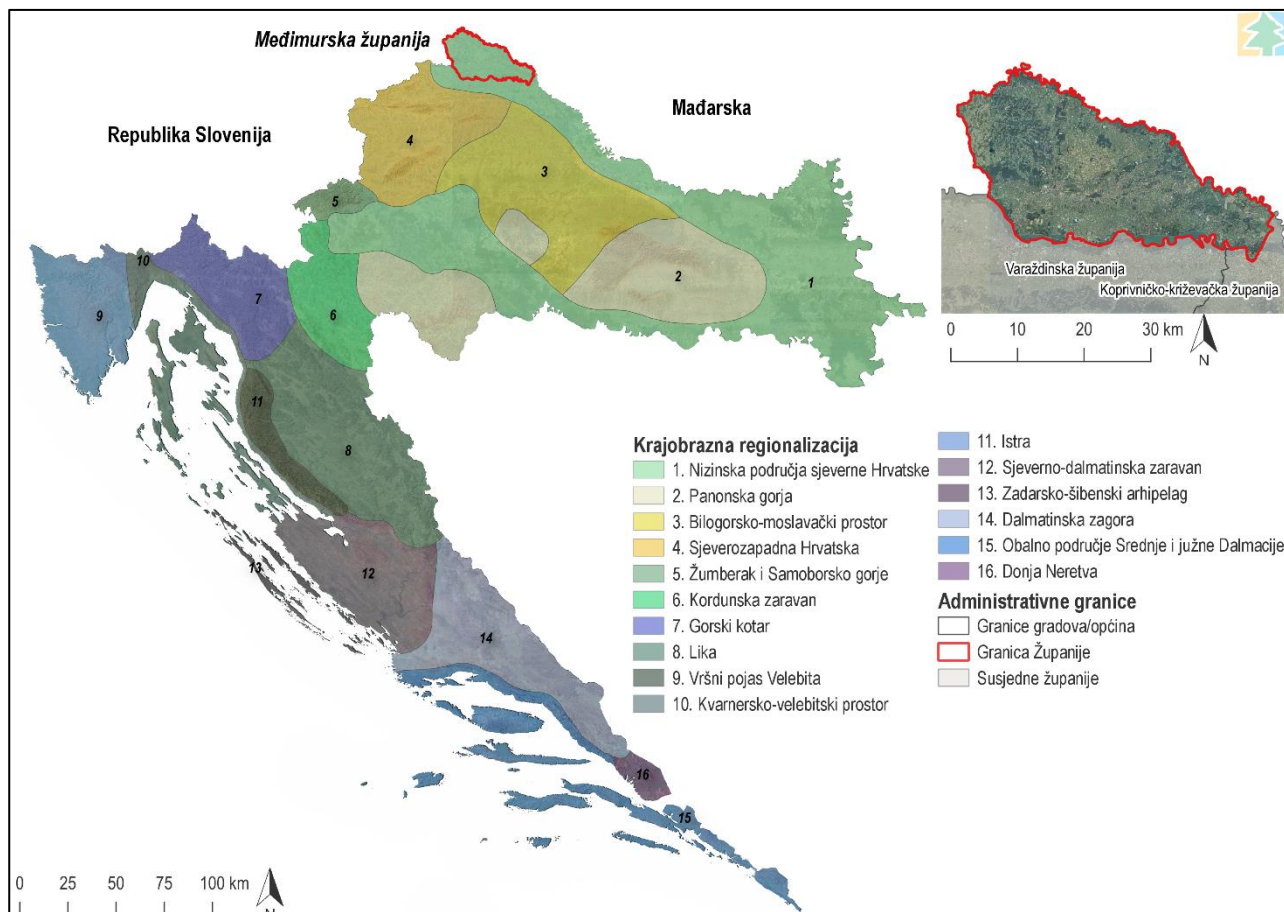 Međimurska županija
Republika Slovenija
Mađarska
4
3
5
2
1
10
7
9
6
11
8
12
13
14
16
15
0 25 50 75 100 km
N
Varaždinska županija
Koprivničko-križevačka županija
0 10 20 30 km
N
Krajobrazna regionalizacija
1. Nizinska područja sjeverne Hrvatske
2. Panonska gorja
3. Bilogorsko-moslavački prostor
4. Sjeverozapadna Hrvatska
5. Žumberak i Samoborsko gorje
6. Kordunska zaravan
7. Gorski kotar
8. Lika
9. Vršni pojas Velebita
10. Kvarnersko-velebitski prostor
11. Istra
12. Sjeverno-dalmatinska zaravan
13. Zadarsko-šibenski arhipelag
14. Dalmatinska zagora
15. Obalno područje Srednje i južne Dalmacije
16. Donja Neretva
Administrativne granice
Granice gradova/općina
Granica Županije
Susjedne županije